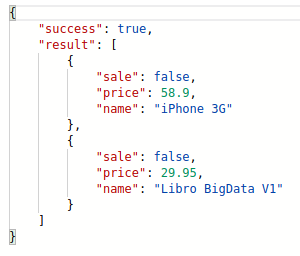 {
    "success": true,
    "result": [
        {
            "sale": false,
            "price": 58.9,
            "name": "iPhone 3G"
        },
        {
            "sale": false,
            "price": 29.95,
            "name": "Libro BigData V1"
        }
    ]
}